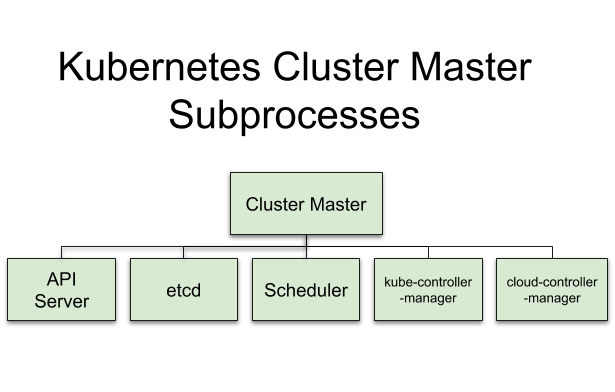 Kubernetes Cluster Master
Subprocesses
Cluster Master
API
Server
etcd
Scheduler
kube-controller
-manager
cloud-controller
-manager